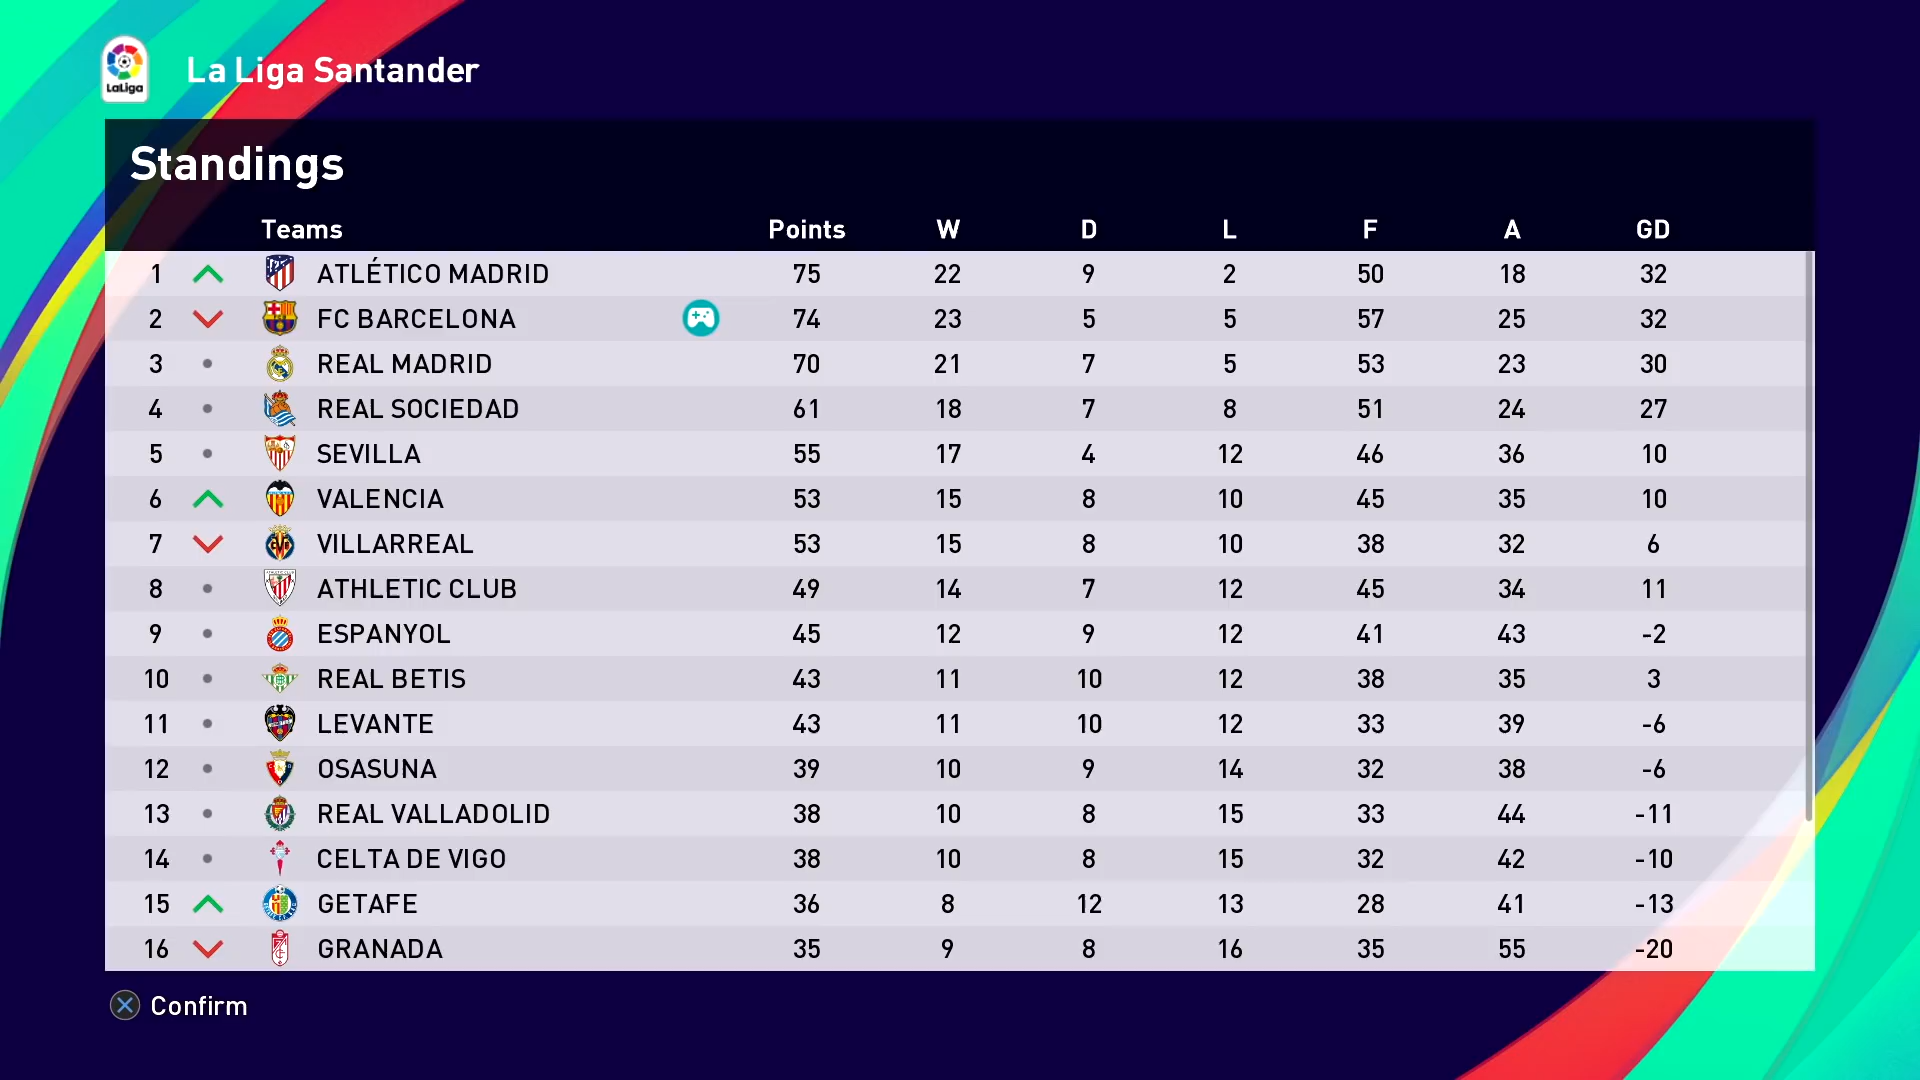 LaLiga
La Liga Santander
Standings
Teams Points W D L F A GD
1 ATLÉTICO MADRID 75 22 9 2 50 18 32
2 FC BARCELONA 74 23 5 5 57 25 32
3 REAL MADRID 70 21 7 5 53 23 30
4 REAL SOCIEDAD 61 18 7 8 51 24 27
5 SEVILLA 55 17 4 12 46 36 10
6 VALENCIA 53 15 8 10 45 35 10
7 VILLARREAL 53 15 8 10 38 32 6
8 ATHLETIC CLUB 49 14 7 12 45 34 11
9 ESPANYOL 45 12 9 12 41 43 -2
10 REAL BETIS 43 11 10 12 38 35 3
11 LEVANTE 43 11 10 12 33 39 -6
12 OSASUNA 39 10 9 14 32 38 -6
13 REAL VALLADOLID 38 10 8 15 33 44 -11
14 CELTA DE VIGO 38 10 8 15 32 42 -10
15 GETAFE 36 8 12 13 28 41 -13
16 GRANADA 35 9 8 16 35 55 -20
Confirm